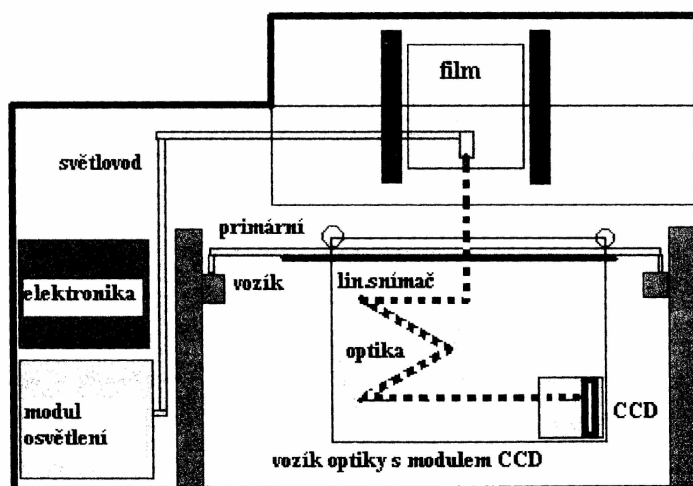 film
světlovod
primární
elektronika
vozík
lin.snímač
optika
modul
osvětlení
CCD
vozík optiky s modulem CCD